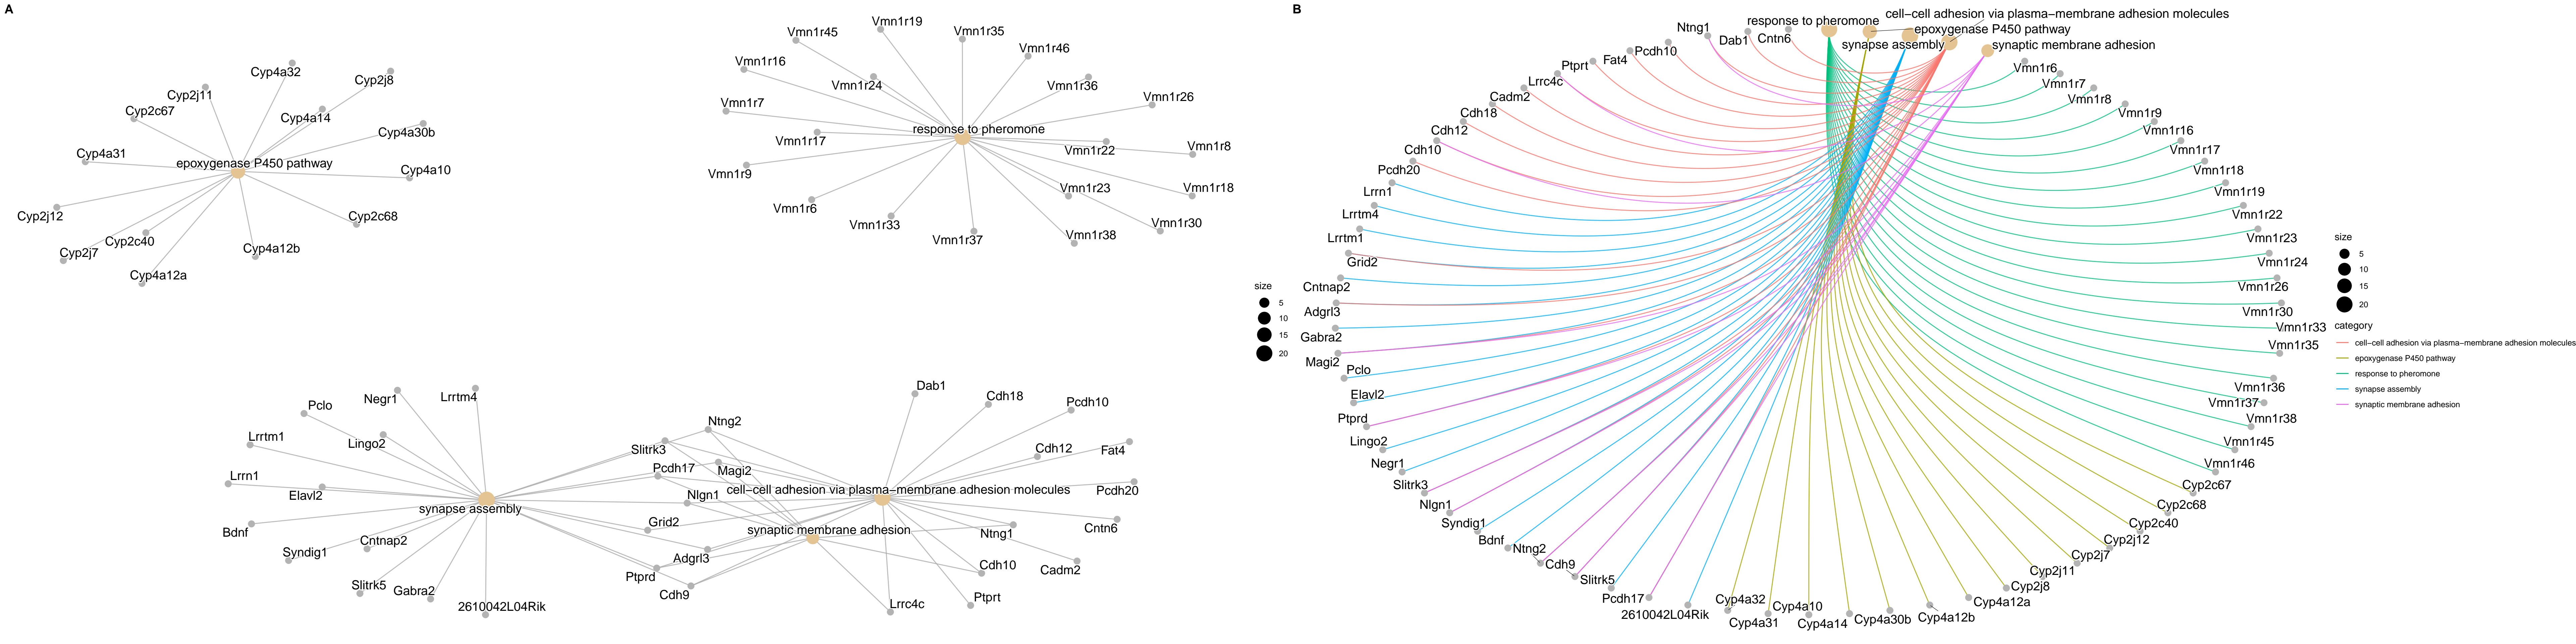 A
Vmn1r19
Vmn1r45
Vmn1r35
Vmn1r46
Vmn1r16
Vmn1r24
Vmn1r36
Vmn1r26
Vmn1r7
response to pheromone
Vmn1r17
Vmn1r22
Vmn1r8
Vmn1r9
Vmn1r23
Vmn1r18
Vmn1r6
Vmn1r33
Vmn1r37
Vmn1r38
Vmn1r30
Cyp4a32
Cyp2j8
Cyp2j11
Cyp2c67
Cyp4a14
Cyp4a30b
Cyp4a31
epoxygenase P450 pathway
Cyp4a10
Cyp2j12
Cyp2c68
Cyp2c40
Cyp2j7
Cyp4a12b
Cyp4a12a
Pclo
Negr1
Lrrtm4
Lrrtm1
Lingo2
Lrrn1
Elavl2
synapse assembly
Bdnf
Syndig1
Cntnap2
Slitrk5
Gabra2
2610042L04Rik
Ntng2
Slitrk3
Pcdh17
Magi2
Nlgn1
Grid2
Adgrl3
Ptprd
Cdh9
Dab1
Cdh18
Pcdh10
Cdh12
Fat4
cell−cell adhesion via plasma−membrane adhesion molecules
Pcdh20
synaptic membrane adhesion
Ntng1
Cntn6
Cdh10
Cadm2
Lrrc4c
Ptprt
size
5
10
15
20
B
response to pheromone
cell−cell adhesion via plasma−membrane adhesion molecules
epoxygenase P450 pathway
synapse assembly
synaptic membrane adhesion
Cntn6
Dab1
Ntng1
Pcdh10
Fat4
Ptprt
Lrrc4c
Cadm2
Cdh18
Cdh12
Cdh10
Pcdh20
Lrrn1
Lrrtm4
Lrrtm1
Grid2
Cntnap2
Adgrl3
Gabra2
Magi2
Pclo
Elavl2
Ptprd
Lingo2
Negr1
Slitrk3
Nlgn1
Syndig1
Bdnf
Ntng2
Cdh9
Slitrk5
Pcdh17
2610042L04Rik
Cyp4a32
Cyp4a31
Cyp4a10
Cyp4a14
Cyp4a30b
Cyp4a12b
Cyp4a12a
Cyp2j8
Cyp2j11
Cyp2j7
Cyp2j12
Cyp2c40
Cyp2c68
Cyp2c67
Vmn1r46
Vmn1r45
Vmn1r38
Vmn1r37
Vmn1r36
Vmn1r35
Vmn1r33
Vmn1r30
Vmn1r26
Vmn1r24
Vmn1r23
Vmn1r22
Vmn1r19
Vmn1r18
Vmn1r17
Vmn1r16
Vmn1r9
Vmn1r8
Vmn1r7
Vmn1r6
size
5
10
15
20
category
cell−cell adhesion via plasma−membrane adhesion molecules
epoxygenase P450 pathway
response to pheromone
synapse assembly
synaptic membrane adhesion